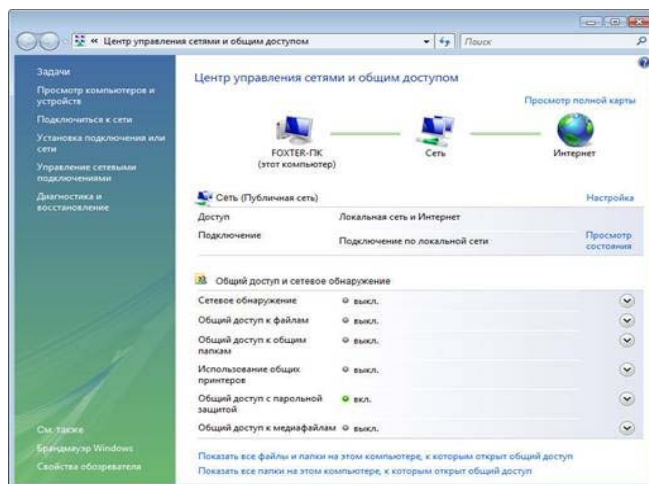 « Центр управления сетями и общим доступом
Поиск
Задачи
Просмотр компьютеров и
устройств
Подключиться к сети
Установка подключения или
сети
Управление сетевыми
подключениями
Диагностика и
восстановление
См. также
Брандмауэр Windows
Свойства обозревателя
Центр управления сетями и общим доступом
Просмотр полной карты
FOXTER-ПК
(этот компьютер)
Сеть
Интернет
Сеть (Публичная сеть)
Настройка
Доступ
Локальная сеть и Интернет
Подключение
Подключение по локальной сети
Просмотр
состояния
Общий доступ и сетевое обнаружение
Сетевое обнаружение
выкл.
Общий доступ к файлам
выкл.
Общий доступ к общим
папкам
выкл.
Использование общих
принтеров
выкл.
Общий доступ с парольной
защитой
вкл.
Общий доступ к медиафайлам
выкл.
Показать все файлы и папки на этом компьютере, к которым открыт общий доступ
Показать все папки на этом компьютере, к которым открыт общий доступ